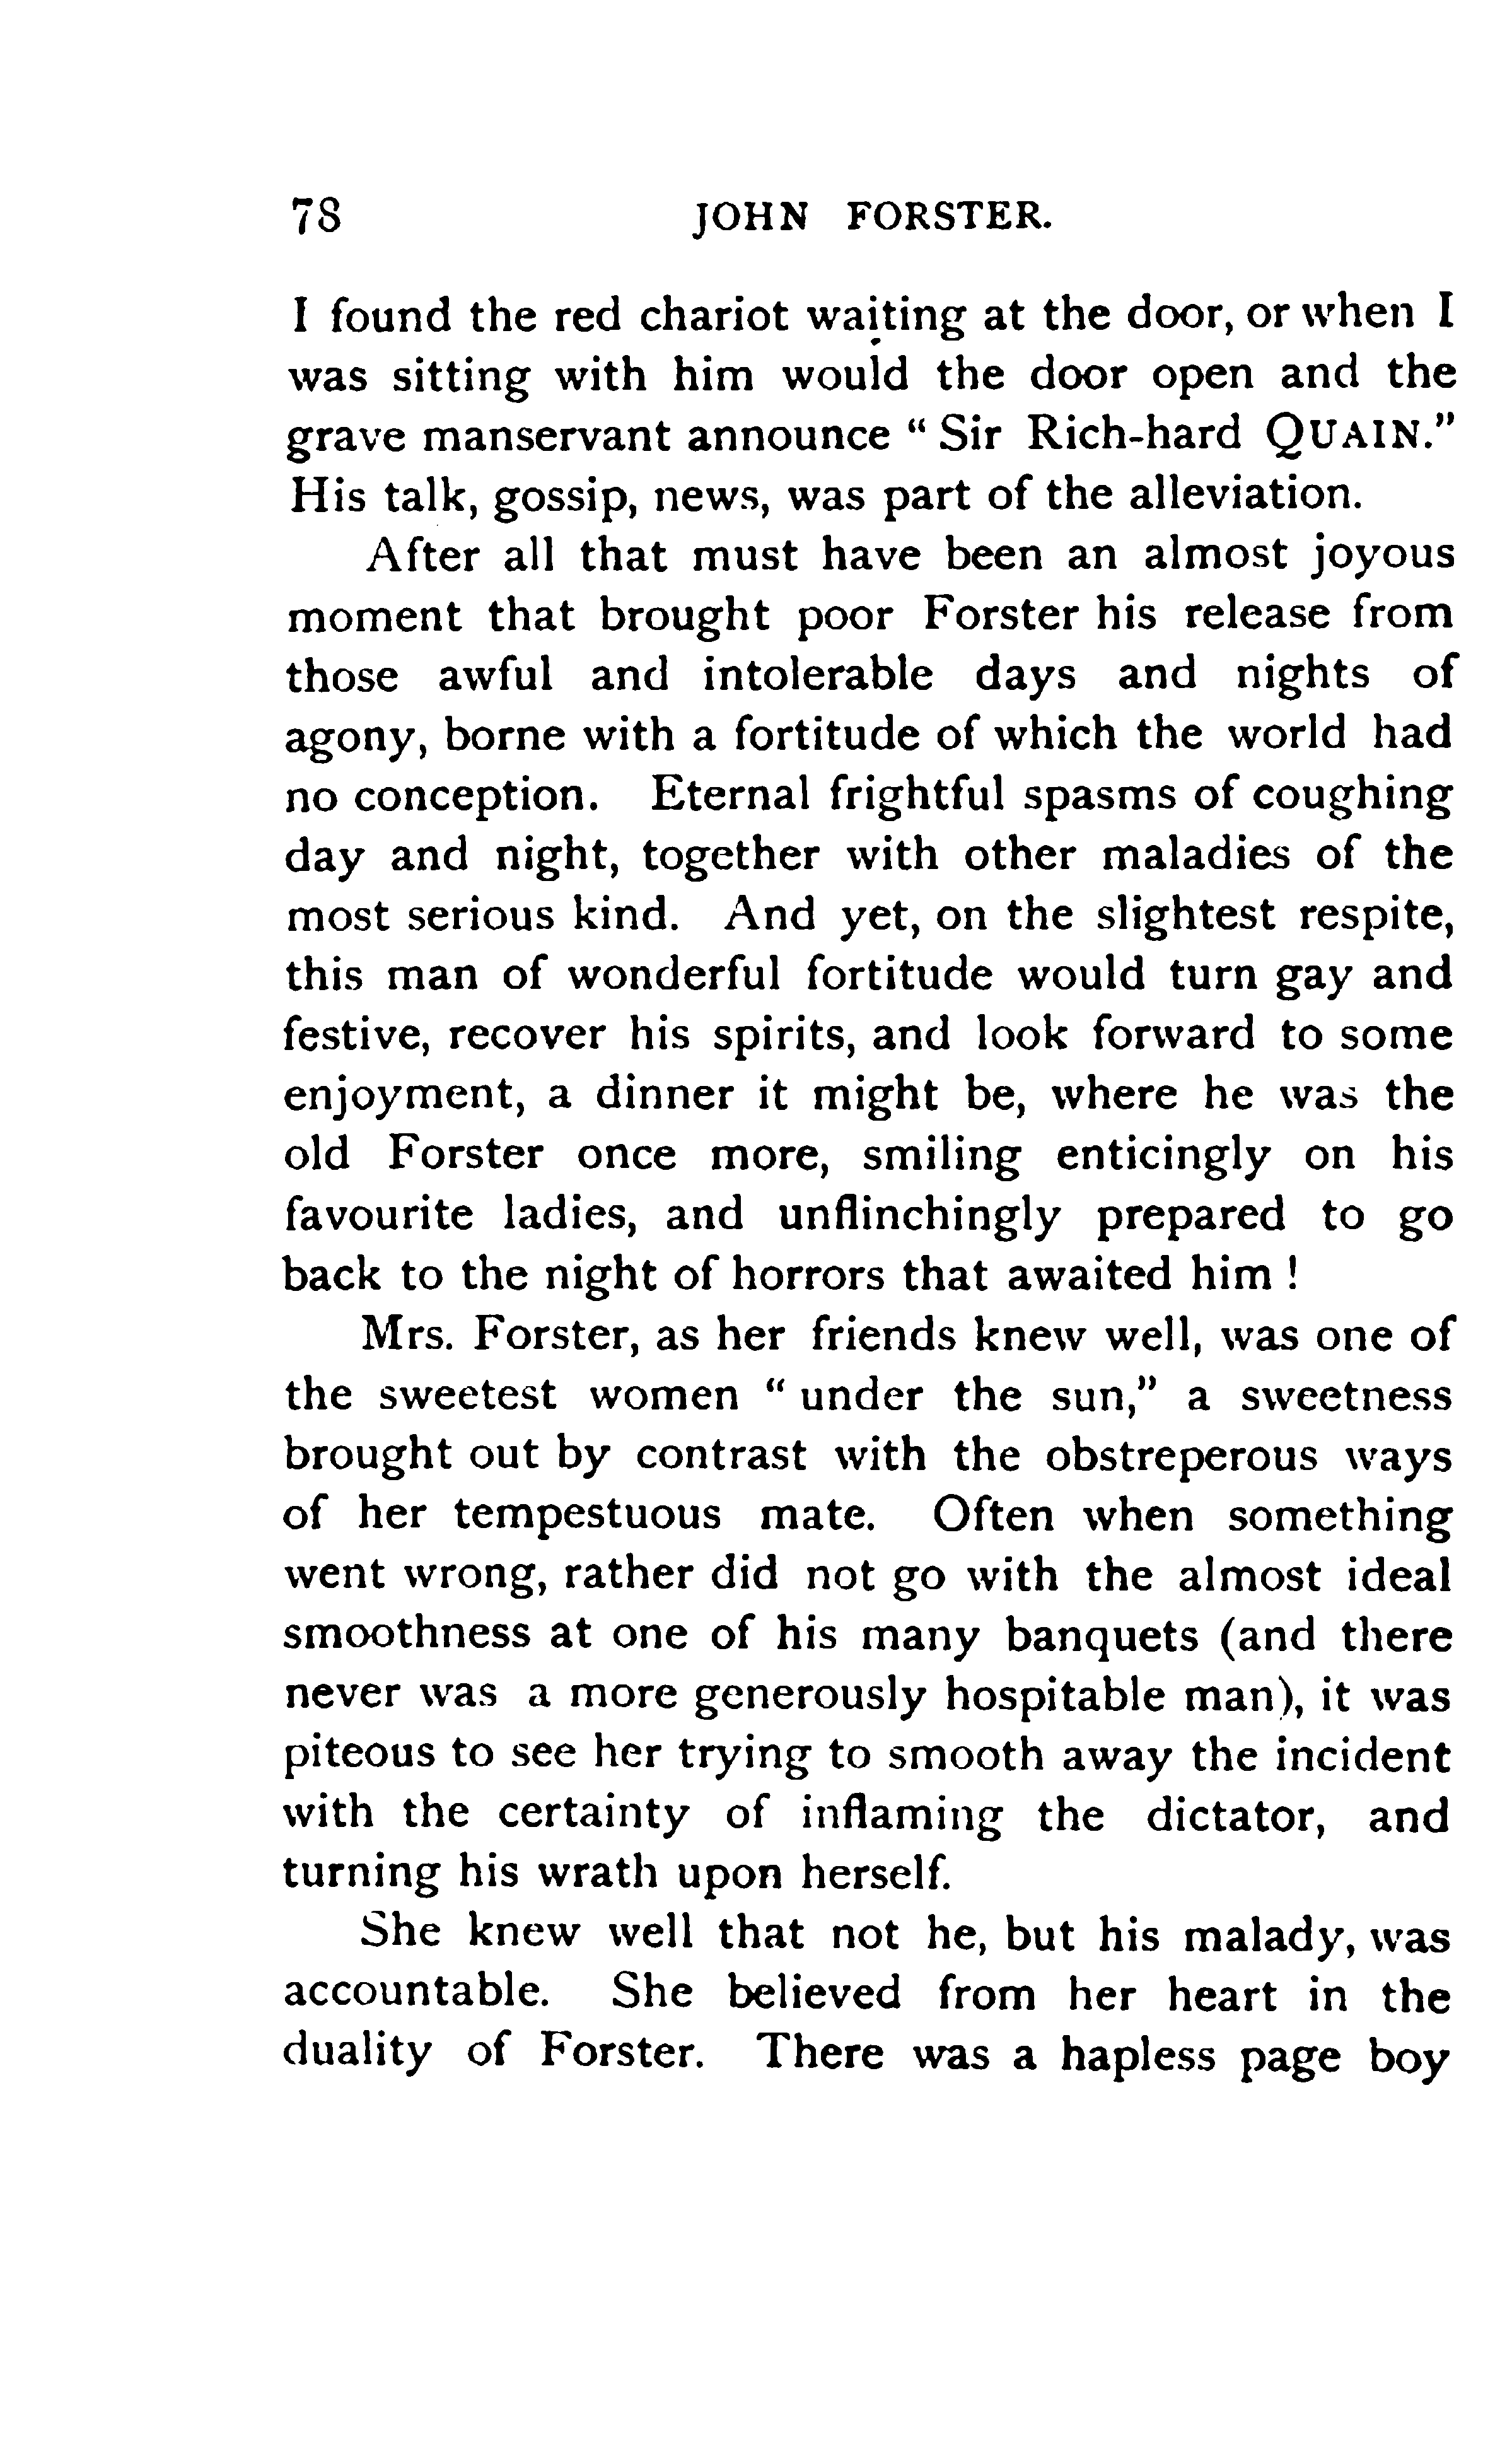 78 JOHN FORSTER.
I found the red chariot waiting at the door, or when I
was sitting with him would the door open and the
grave manservant announce “ Sir Rich-hard QUAIN.”
His talk, gossip, news, was part of the alleviation.
After all that must have been an almost joyous
moment that brought poor Forster his release from
those awful and intolerable days and nights of
agony, borne with a fortitude of which the world had
no conception. Eternal frightful spasms of coughing
day and night, together with other maladies of the
most serious kind. And yet, on the slightest respite,
this man of wonderful fortitude would turn gay and
festive, recover his spirits, and look forward to some
enjoyment, a dinner it might be, where he was the
old Forster once more, smiling enticingly on his
favourite ladies, and unflinchingly prepared to go
back to the night of horrors that awaited him !
Mrs. Forster, as her friends knew well, was one of
the sweetest women “ under the sun,” a sweetness
brought out by contrast with the obstreperous ways
of her tempestuous mate. Often when something
went wrong, rather did not go with the almost ideal
smoothness at one of his many banquets (and there
never was a more generously hospitable man), it was
piteous to see her trying to smooth away the incident
with the certainty of inflaming the dictator, and
turning his wrath upon herself.
She knew well that not he, but his malady, was
accountable. She believed from her heart in the
duality of Forster. There was a hapless page boy